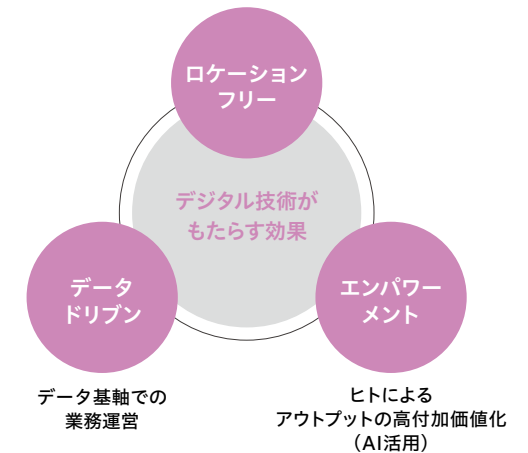 ロケーション
フリー
デジタル技術が
もたらす効果
データ
ドリブン
エンパワー
メント
データ基軸での
業務運営
ヒトによる
アウトプットの高付加価値化
（AI活用）